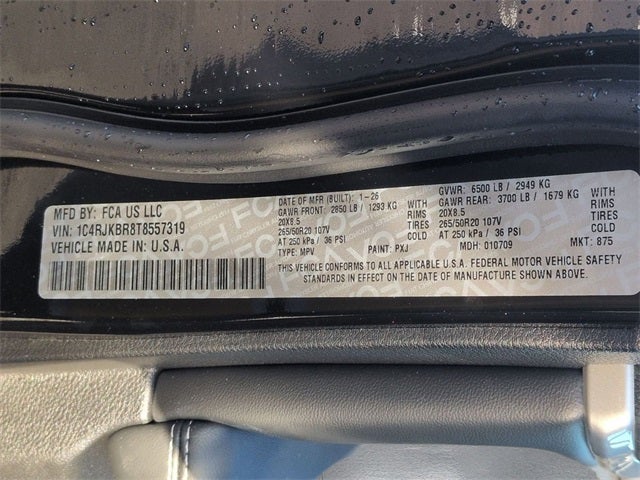 MFD BY: FCA US LLC
VIN: 1C4RJKBR8T8557319
VEHICLE MADE IN: U.S.A.
DATE OF MFR (BUILT): 1-26
GVWR: 6500 LB / 2949 KG
GAWR FRONT: 2850 LB / 1293 KG
GAWR REAR: 3700 LB / 1679 KG
20X8.5
20X8.5
265/50R20 107V TIRES
265/50R20 107V TIRES
AT 250 kPa / 36 PSI COLD
AT 250 kPa / 36 PSI COLD
TYPE: MPV
PAINT: PXJ
MDH: 010709
MKT: 875
THIS VEHICLE CONFORMS TO ALL APPLICABLE U.S.A. FEDERAL MOTOR VEHICLE SAFETY
STANDARDS IN EFFECT ON THE DATE OF MANUFACTURE SHOWN ABOVE.